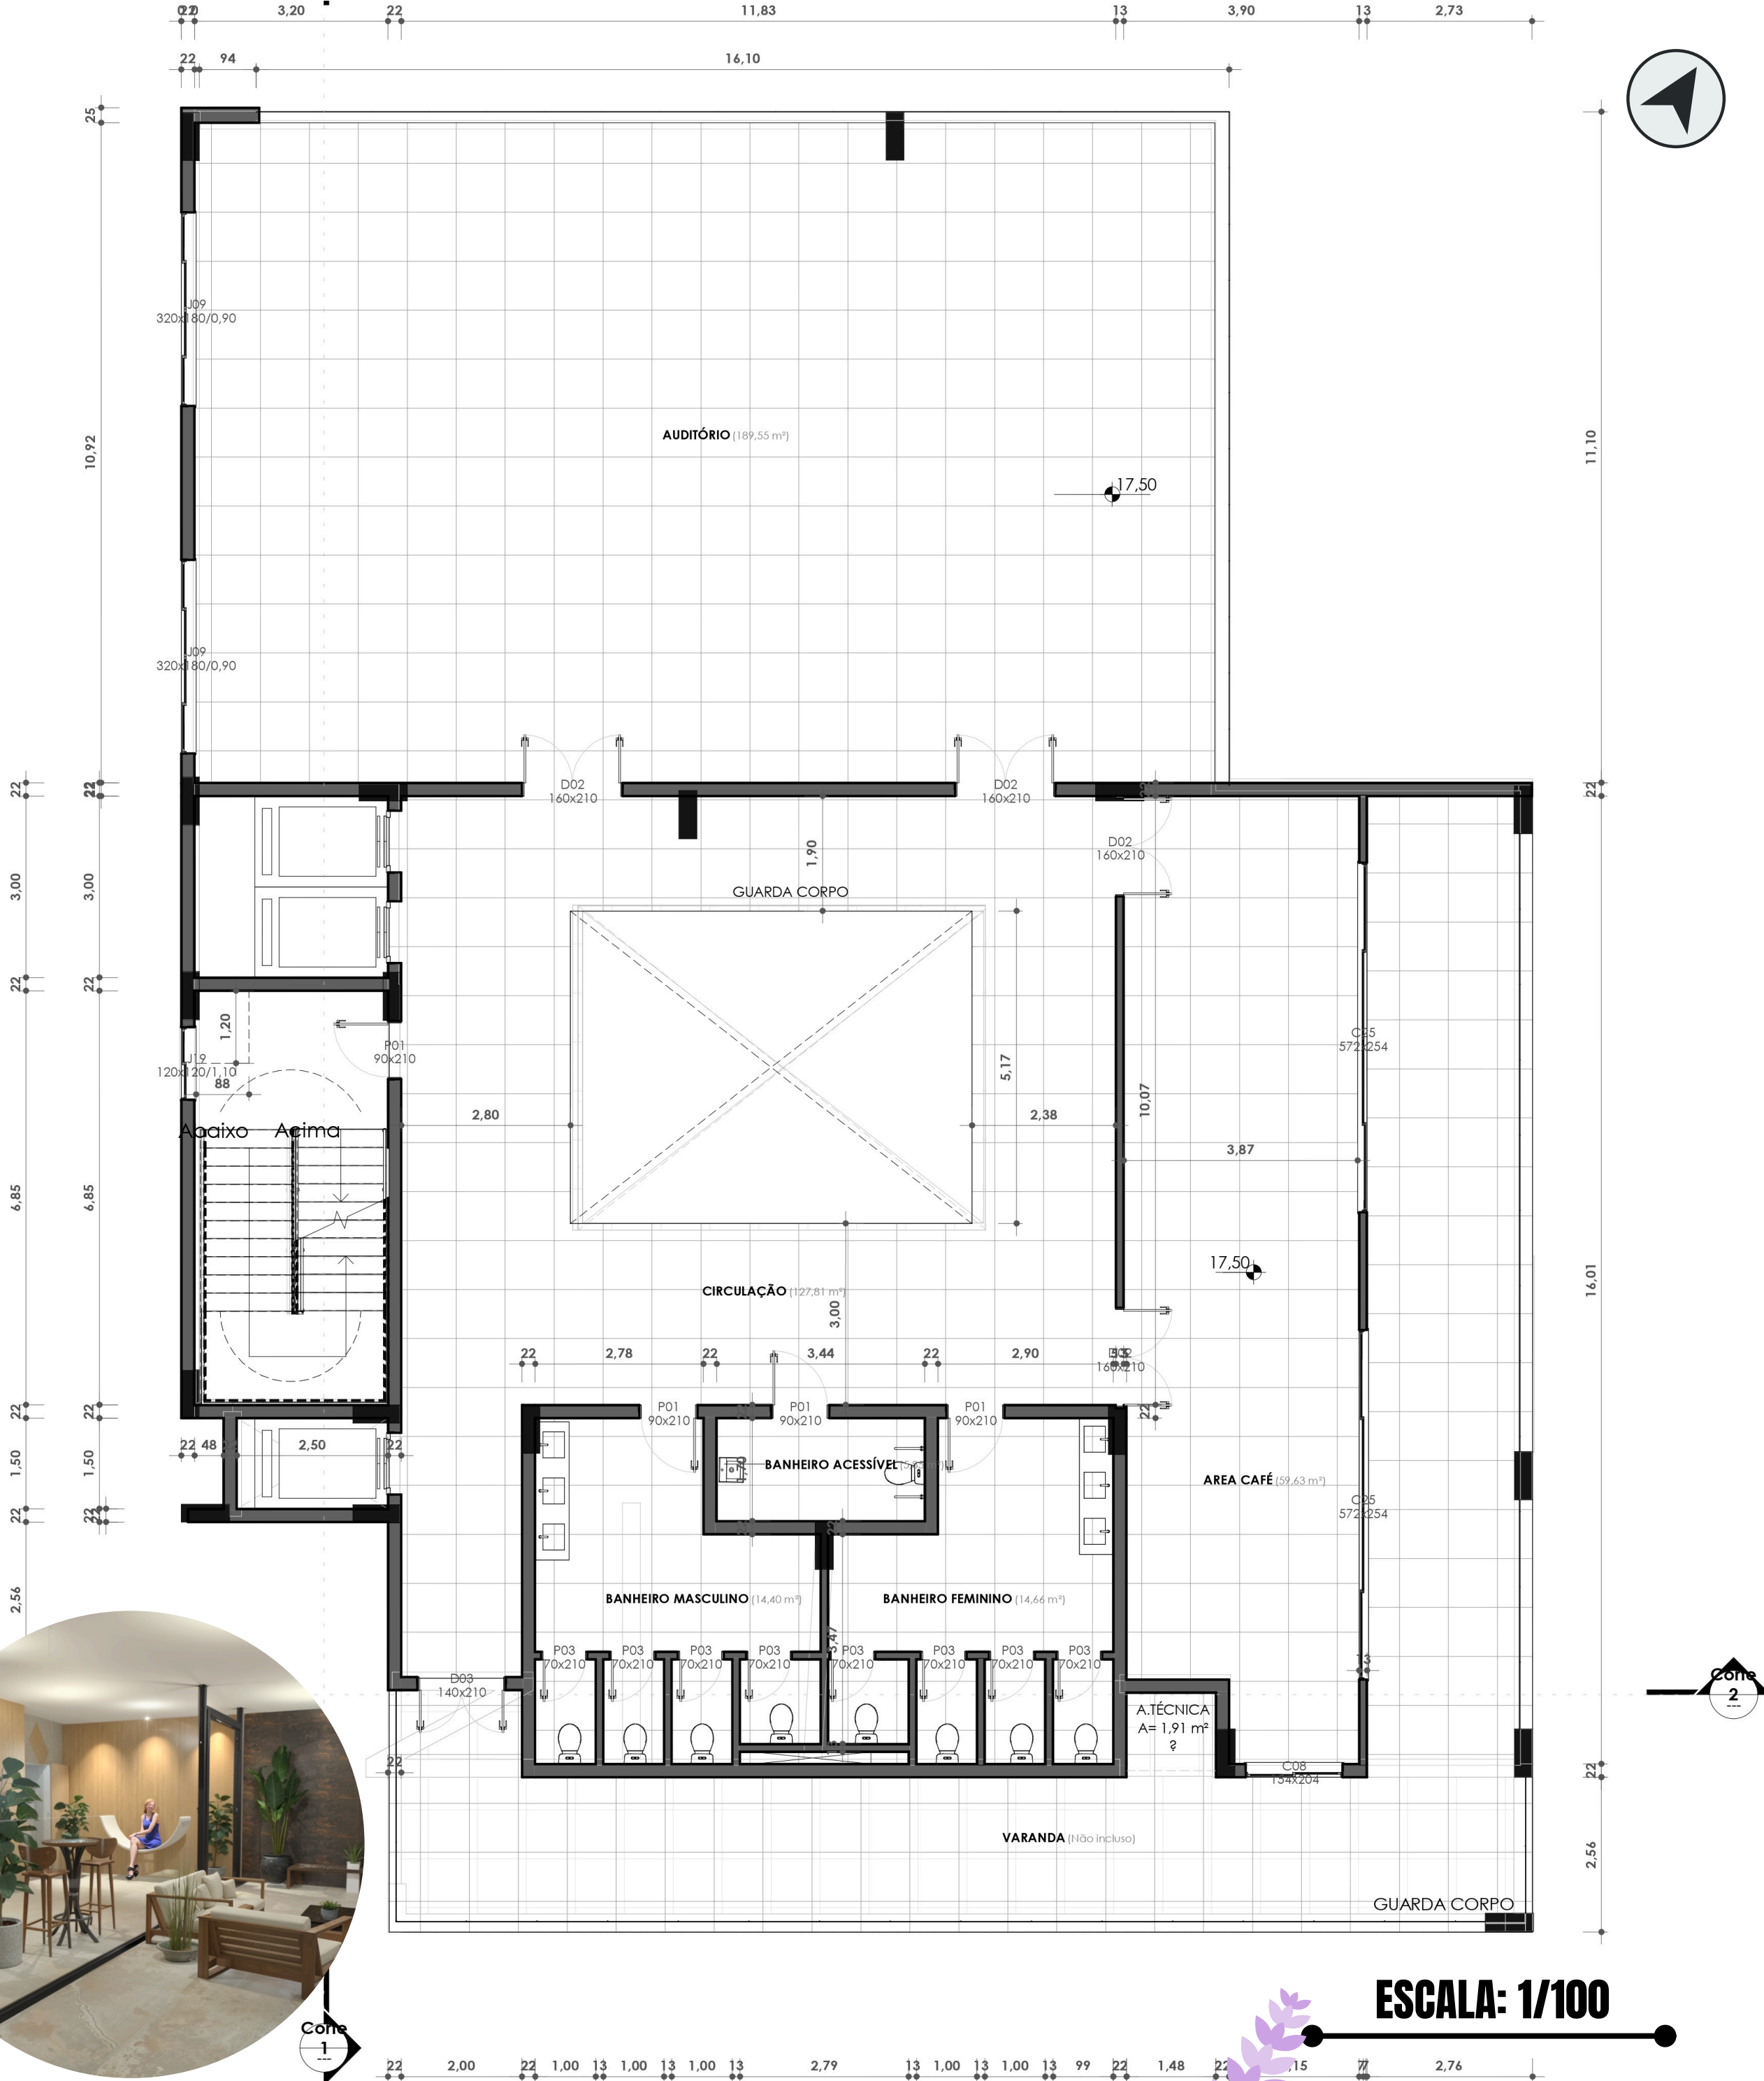 22 3,20 22 11,83 13 3,90 13 2,73
22 94 16,10
25
10,92
11,10
J09
320x180/0,90
AUDITÓRIO (189,55 m²)
17,50
J09
320x180/0,90
D02
160x210
D02
160x210
22
22
22
D02
160x210
1,90
GUARDA CORPO
3,00
3,00
22
22
1,20
P01
90x210
J19
120x120/1,10
88
C25
572x254
5,17
10,07
2,80
2,38
3,87
Abaixo Acima
6,85
6,85
17,50
16,01
CIRCULAÇÃO (127,81 m²)
3,00
22 2,78 22 3,44 22 2,90
160x210
22
22
22
P01
90x210
P01
90x210
P01
90x210
22 48 2,50 22
1,50
1,50
BANHEIRO ACESSÍVEL
AREA CAFÉ (59,63 m²)
C25
572x254
22
22
2,56
BANHEIRO MASCULINO (14,40 m²)
BANHEIRO FEMININO (14,66 m²)
3,47
P03
70x210
P03
70x210
P03
70x210
P03
70x210
P03
70x210
P03
70x210
P03
70x210
P03
70x210
13
D03
140x210
A.TÉCNICA
A= 1,91 m²
?
Corte
2
---
22
C08
154x204
22
VARANDA (Não incluso)
2,56
GUARDA CORPO
ESCALA: 1/100
Corte
1
---
22 2,00 22 1,00 13 1,00 13 1,00 13 2,79 13 1,00 13 1,00 13 99 22 1,48 22 2,76